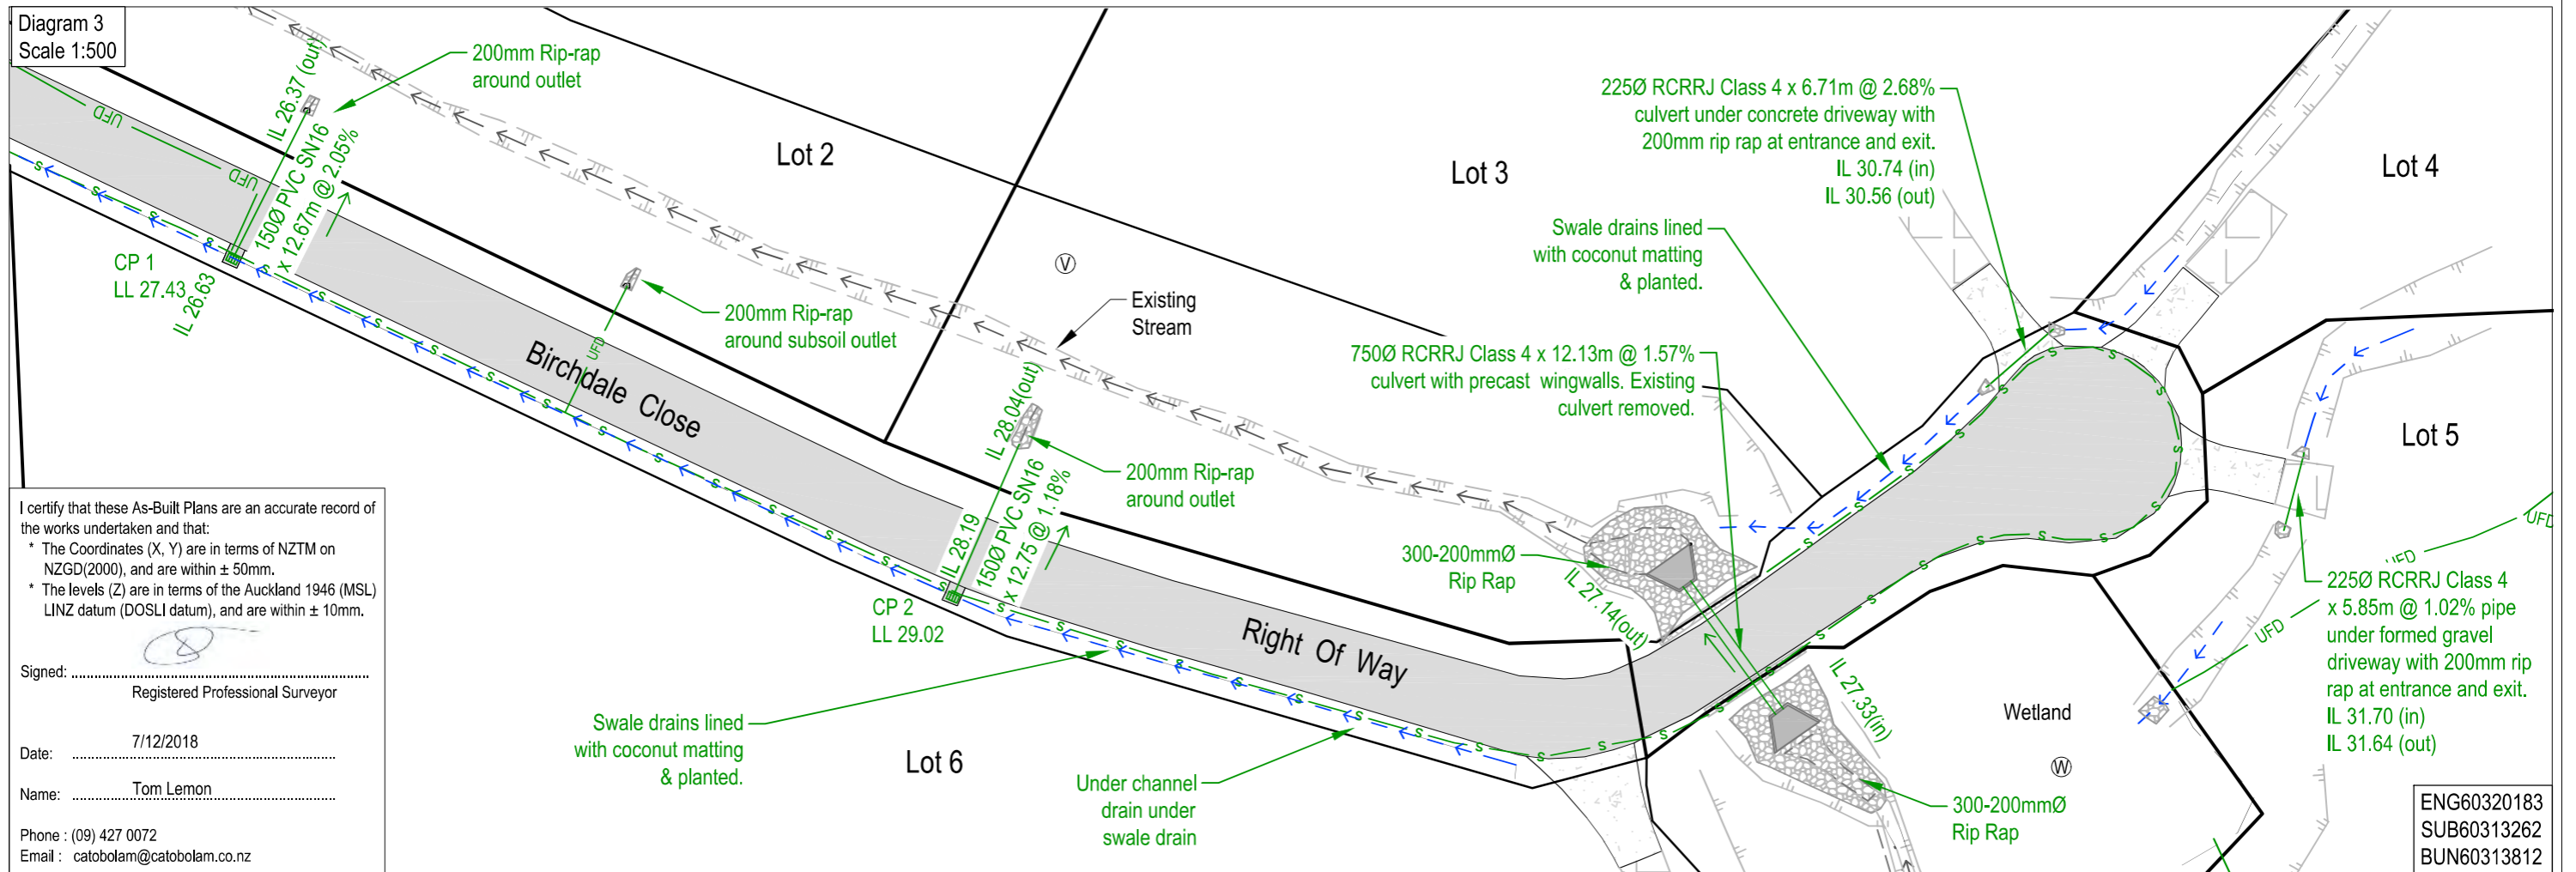 Diagram 3
Scale 1:500
200mm Rip-rap
around outlet
IL 26.37 (out)
150Ø PVC SN16
x 12.67m @ 2.05%
UFD
UFD
UFD
CP 1
LL 27.43
IL 26.63
Lot 2
200mm Rip-rap
around subsoil outlet
UFD
Birchdale Close
Existing
Stream
V
Lot 3
225Ø RCRRJ Class 4 x 6.71m @ 2.68%
culvert under concrete driveway with
200mm rip rap at entrance and exit.
IL 30.74 (in)
IL 30.56 (out)
Lot 4
Swale drains lined
with coconut matting
& planted.
750Ø RCRRJ Class 4 x 12.13m @ 1.57%
culvert with precast wingwalls. Existing
culvert removed.
Lot 5
IL 28.04(out)
200mm Rip-rap
around outlet
IL 28.19
150Ø PVC SN16
x 12.75 @ 1.18%
CP 2
LL 29.02
300-200mmØ
Rip Rap
IL 27.14(out)
Right Of Way
IL 27.33(in)
UFD
UFD
UFD
225Ø RCRRJ Class 4
x 5.85m @ 1.02% pipe
under formed gravel
driveway with 200mm rip
rap at entrance and exit.
IL 31.70 (in)
IL 31.64 (out)
Wetland
W
300-200mmØ
Rip Rap
Swale drains lined
with coconut matting
& planted.
Lot 6
Under channel
drain under
swale drain
I certify that these As-Built Plans are an accurate record of
the works undertaken and that:
* The Coordinates (X, Y) are in terms of NZTM on
NZGD(2000), and are within ± 50mm.
* The levels (Z) are in terms of the Auckland 1946 (MSL)
LINZ datum (DOSLI datum), and are within ± 10mm.
Signed:
Registered Professional Surveyor
Date: 7/12/2018
Name: Tom Lemon
Phone : (09) 427 0072
Email : catobolam@catobolam.co.nz
ENG60320183
SUB60313262
BUN60313812